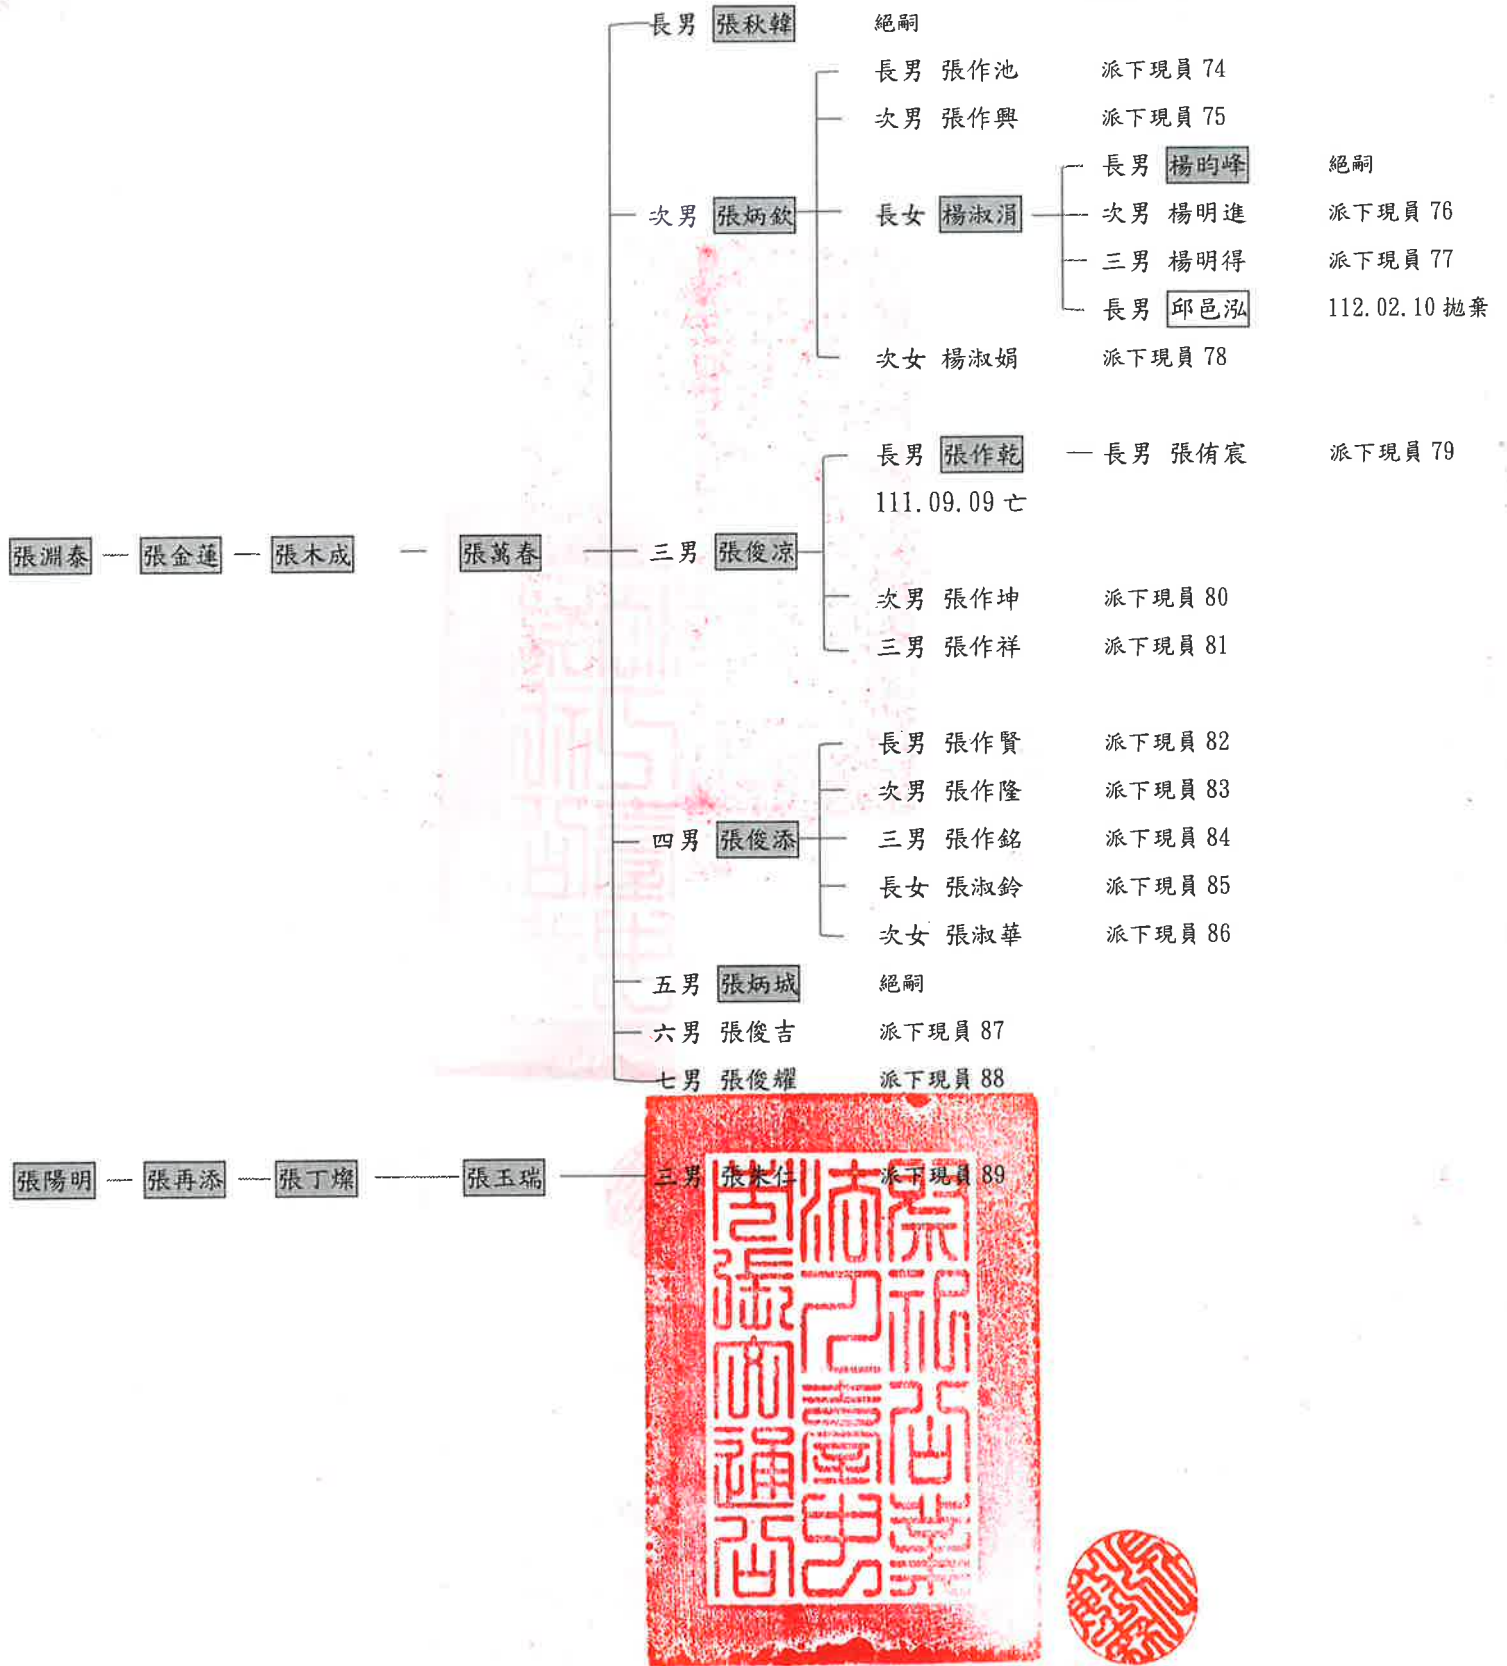 長男 張秋韓 絕嗣
長男 張作池 派下現員 74
次男 張作興 派下現員 75
長男 楊昀峰 絕嗣
次男 張炳欽 長女 楊淑涓 次男 楊明進 派下現員 76
三男 楊明得 派下現員 77
長男 邱邑泓 112.02.10 拋棄
次女 楊淑娟 派下現員 78
長男 張作乾 長男 張侑宸 派下現員 79
111.09.09 亡
張淵泰 張金蓮 張木成 張萬春 三男 張俊凉
次男 張作坤 派下現員 80
三男 張作祥 派下現員 81
長男 張作賢 派下現員 82
次男 張作隆 派下現員 83
四男 張俊添 三男 張作銘 派下現員 84
長女 張淑鈴 派下現員 85
次女 張淑華 派下現員 86
五男 張炳城 絕嗣
六男 張俊吉 派下現員 87
七男 張俊耀 派下現員 88
張陽明 張再添 張丁燦 張玉瑞 三男 張朱仁 派下現員 89